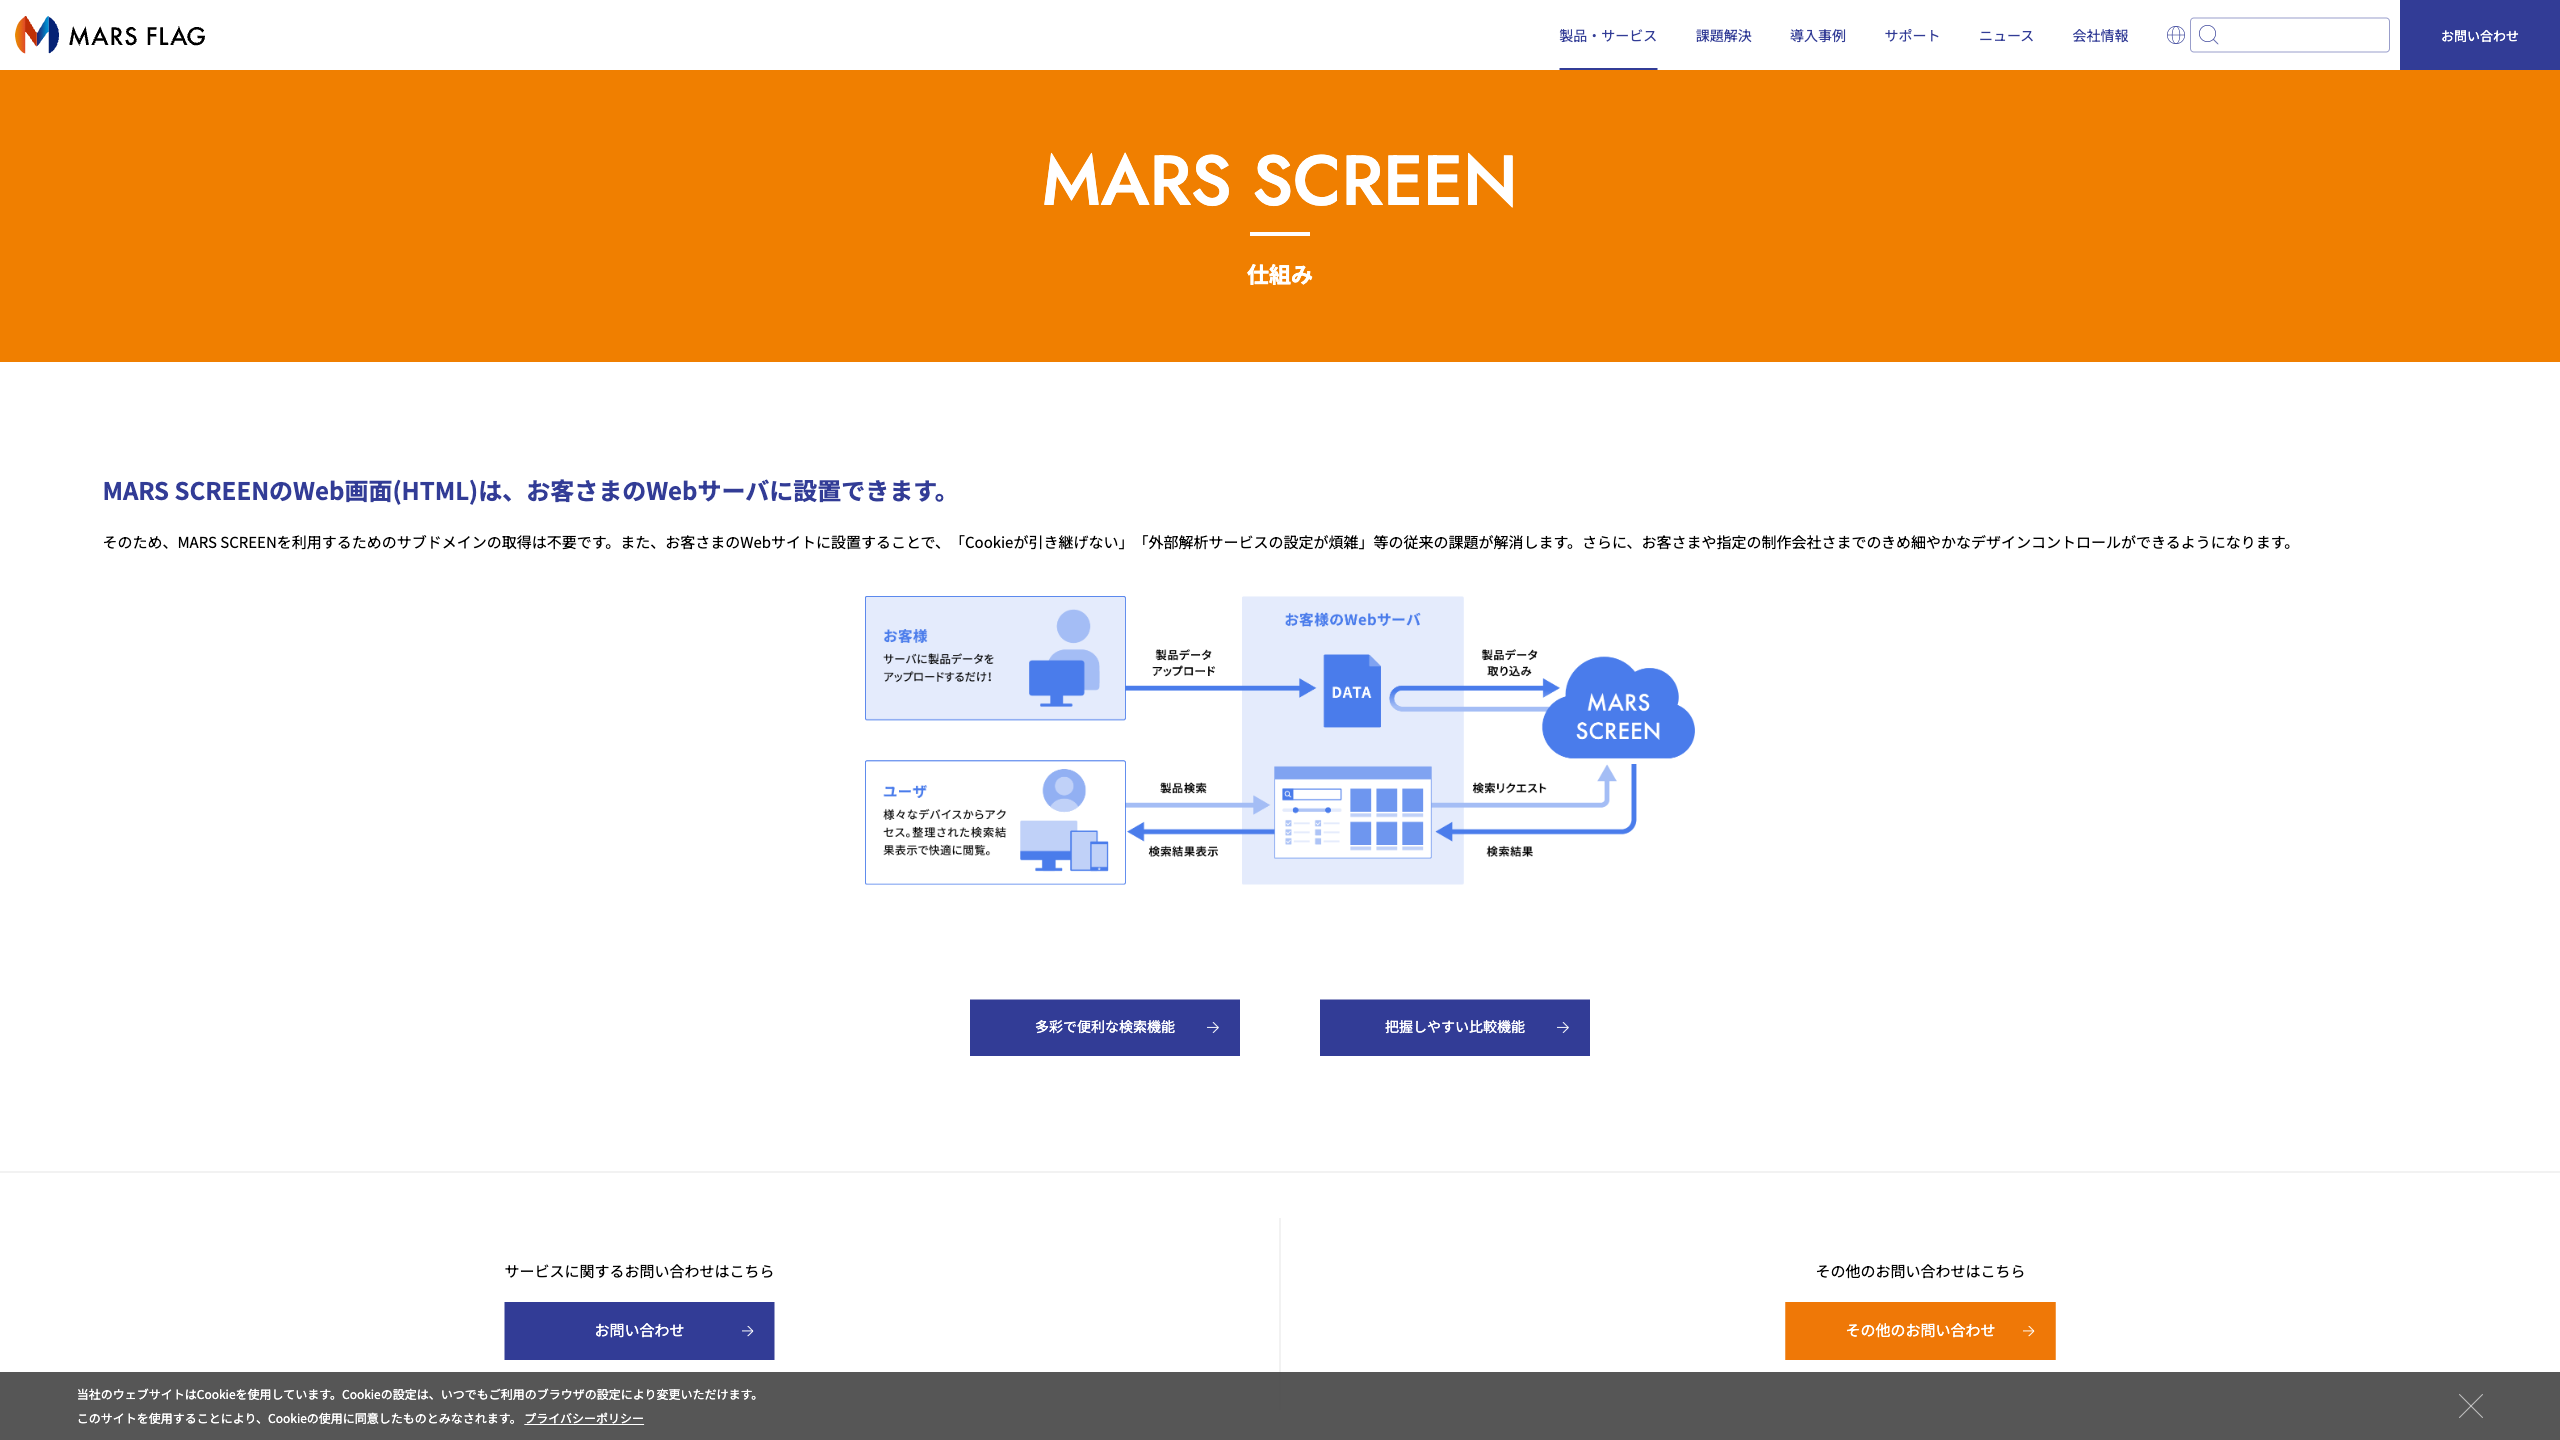 MARS FLAG
製品・サービス
課題解決
導入事例
サポート
ニュース
会社情報
お問い合わせ
MARS SCREEN
仕組み
MARS SCREENのWeb画面(HTML)は、お客さまのWebサーバに設置できます。
そのため、MARS SCREENを利用するためのサブドメインの取得は不要です。また、お客さまのWebサイトに設置することで、「Cookieが引き継げない」「外部解析サービスの設定が煩雑」等の従来の課題が解消します。さらに、お客さまや指定の制作会社さまでのきめ細やかなデザインコントロールができるようになります。
お客様
サーバに製品データを
アップロードするだけ!
製品データ
アップロード
お客様のWebサーバ
DATA
製品データ
取り込み
MARS
SCREEN
ユーザ
様々なデバイスからアク
セス。整理された検索結
果表示で快適に閲覧。
製品検索
検索結果表示
検索リクエスト
検索結果
多彩で便利な検索機能
把握しやすい比較機能
サービスに関するお問い合わせはこちら
お問い合わせ
その他のお問い合わせはこちら
その他のお問い合わせ
当社のウェブサイトはCookieを使用しています。Cookieの設定は、いつでもご利用のブラウザの設定により変更いただけます。
このサイトを使用することにより、Cookieの使用に同意したものとみなされます。 プライバシーポリシー